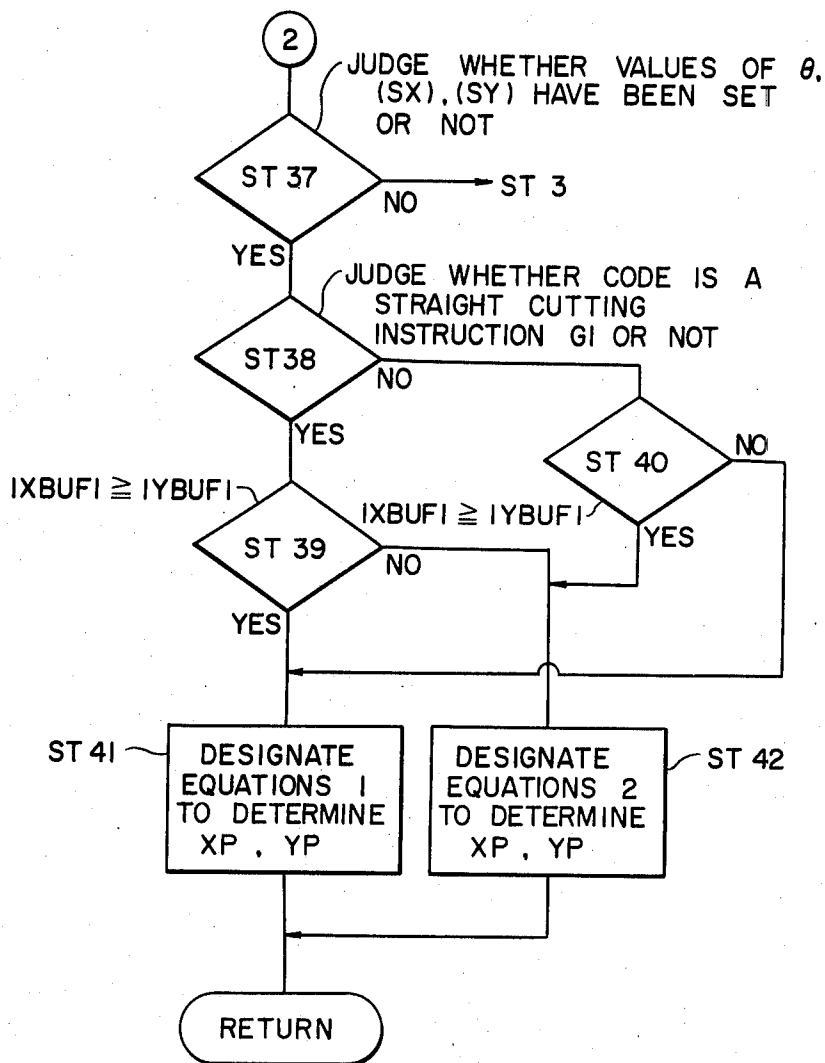 2
JUDGE WHETHER VALUES OF θ,
(SX), (SY) HAVE BEEN SET
OR NOT
ST 37
NO
ST 3
YES
JUDGE WHETHER CODE IS A
STRAIGHT CUTTING
INSTRUCTION GI OR NOT
ST38
NO
YES
ST 40
NO
|XBUF| ≧ |YBUF|
|XBUF| ≧ |YBUF|
YES
ST 39
NO
YES
ST 41
DESIGNATE
EQUATIONS 1
TO DETERMINE
XP , YP
DESIGNATE
EQUATIONS 2
TO DETERMINE
XP , YP
ST 42
RETURN